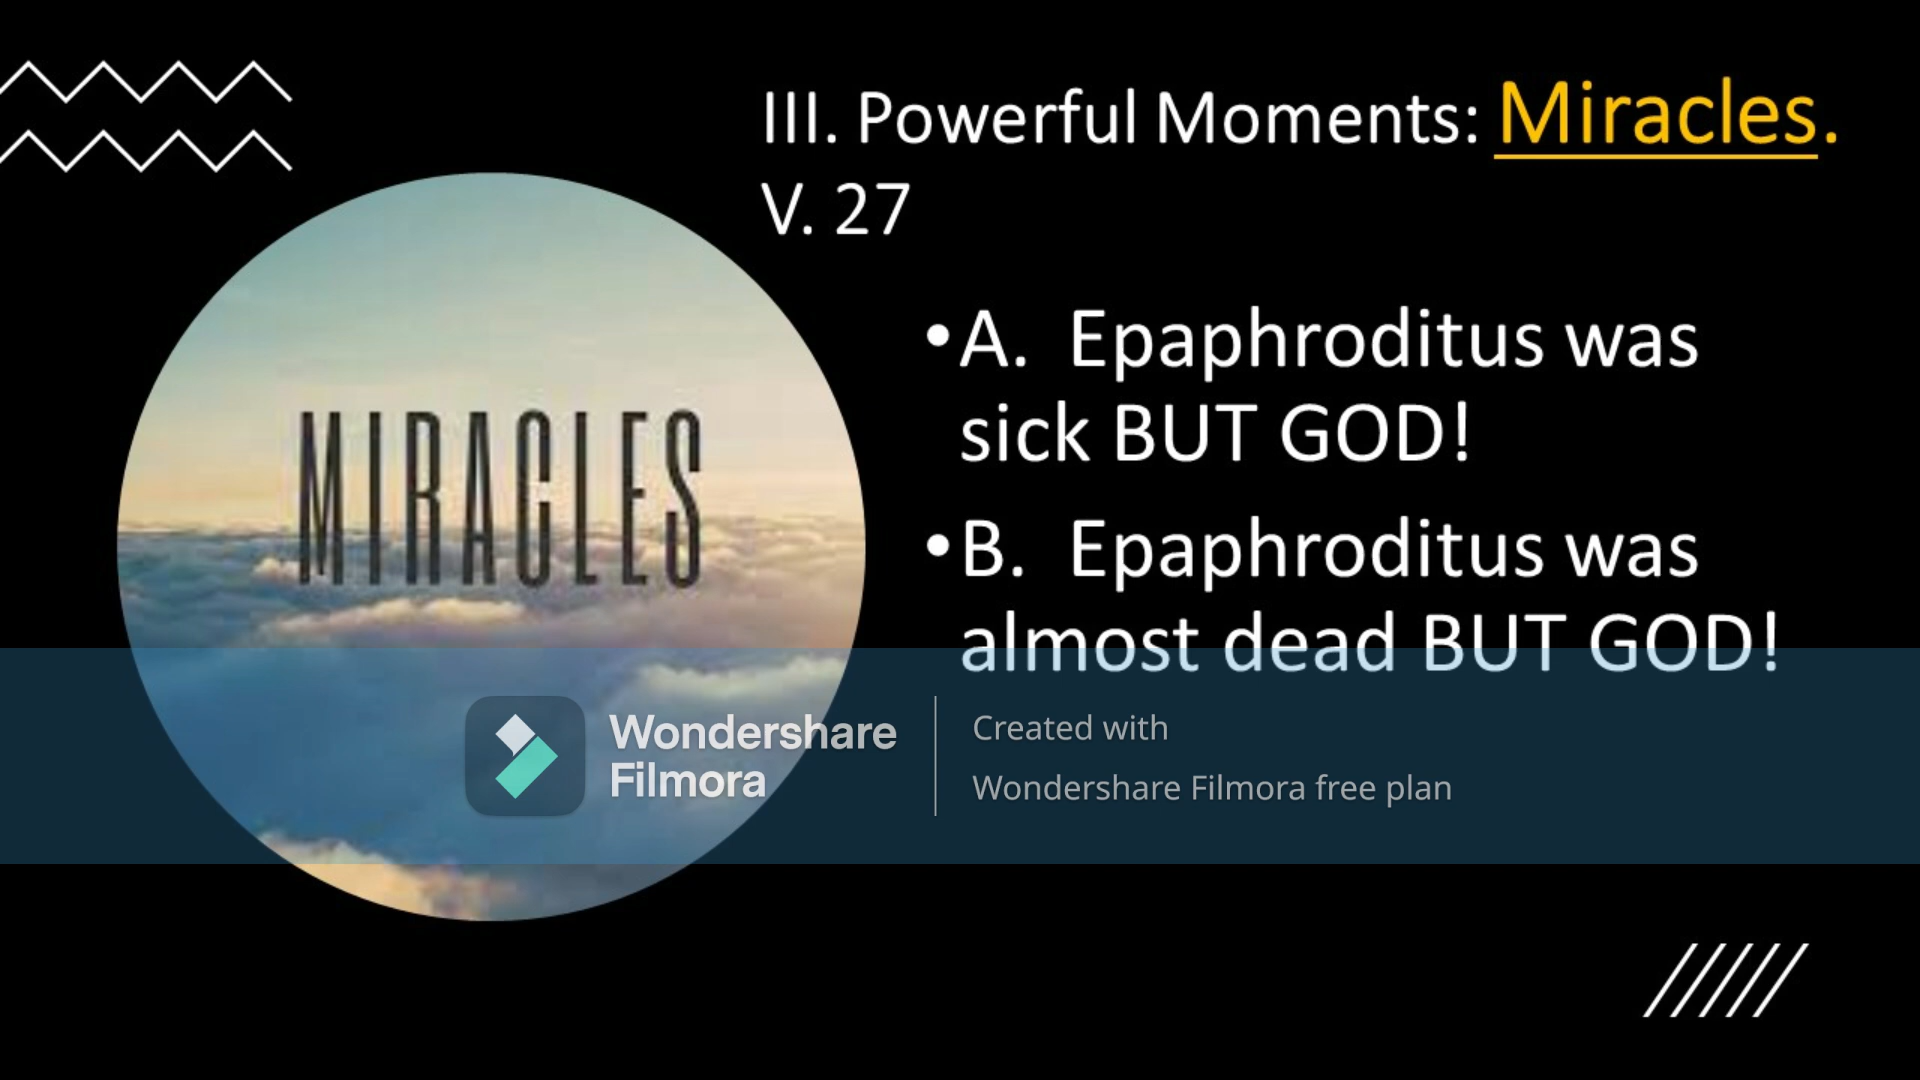 III. Powerful Moments: Miracles.
V. 27
MIRACLES
•A.  Epaphroditus was
sick BUT GOD!
•B.  Epaphroditus was
almost dead BUT GOD!
Wondershare
Filmora
Created with
Wondershare Filmora free plan